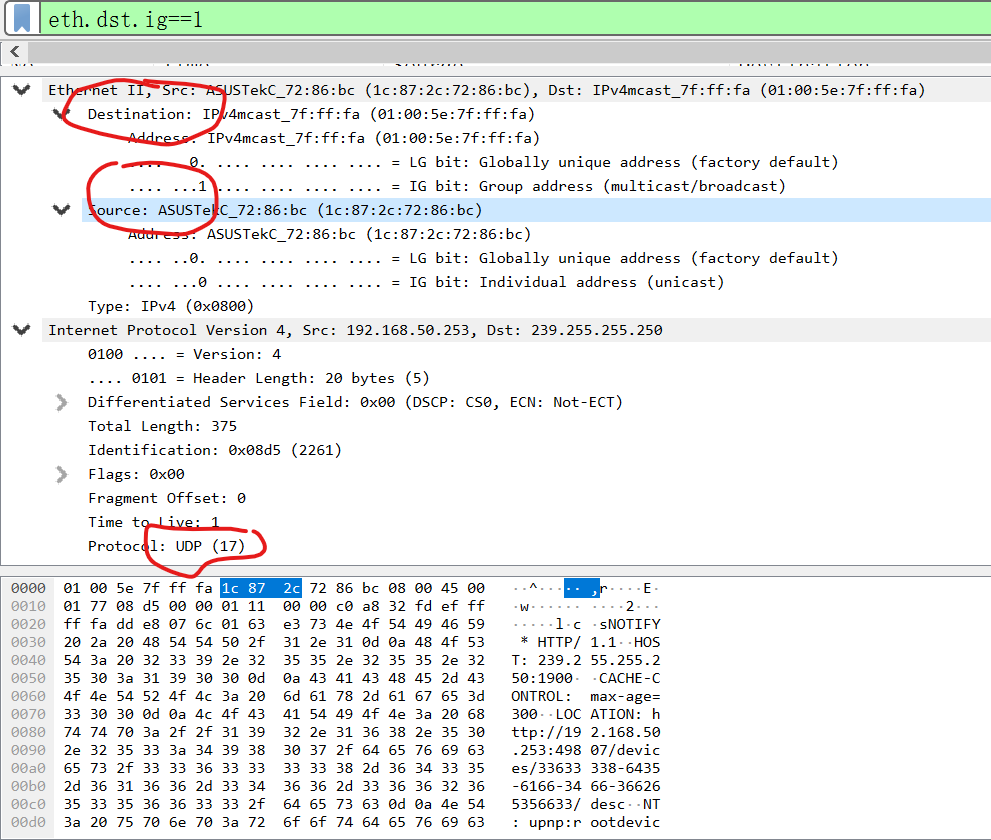 eth.dst.ig==1
Ethernet II, Src: ASUSTekC_72:86:bc (1c:87:2c:72:86:bc), Dst: IPv4mcast_7f:ff:fa (01:00:5e:7f:ff:fa)
Destination: IPv4mcast_7f:ff:fa (01:00:5e:7f:ff:fa)
Address: IPv4mcast_7f:ff:fa (01:00:5e:7f:ff:fa)
.... ..0. .... .... .... .... = LG bit: Globally unique address (factory default)
.... ...1 .... .... .... .... = IG bit: Group address (multicast/broadcast)
Source: ASUSTekC_72:86:bc (1c:87:2c:72:86:bc)
Address: ASUSTekC_72:86:bc (1c:87:2c:72:86:bc)
.... ..0. .... .... .... .... = LG bit: Globally unique address (factory default)
.... ...0 .... .... .... .... = IG bit: Individual address (unicast)
Type: IPv4 (0x0800)
Internet Protocol Version 4, Src: 192.168.50.253, Dst: 239.255.255.250
0100 .... = Version: 4
.... 0101 = Header Length: 20 bytes (5)
Differentiated Services Field: 0x00 (DSCP: CS0, ECN: Not-ECT)
Total Length: 375
Identification: 0x08d5 (2261)
Flags: 0x00
Fragment Offset: 0
Time to Live: 1
Protocol: UDP (17)
0000 01 00 5e 7f ff fa 1c 87 2c 72 86 bc 08 00 45 00 ··^····· ,r····E·
0010 01 77 08 d5 00 00 01 11 00 00 c0 a8 32 fd ef ff ·w······ ····2···
0020 ff fa dd e8 07 6c 01 63 e3 73 4e 4f 54 49 46 59 ·····l·c ·sNOTIFY
0030 20 2a 20 48 54 54 50 2f 31 2e 31 0d 0a 48 4f 53 * HTTP/ 1.1··HOS
0040 54 3a 20 32 33 39 2e 32 35 35 2e 32 35 35 2e 32 T: 239.2 55.255.2
0050 35 30 3a 31 39 30 30 0d 0a 43 41 43 48 45 2d 43 50:1900· ·CACHE-C
0060 4f 4e 54 52 4f 4c 3a 20 6d 61 78 2d 61 67 65 3d ONTROL: max-age=
0070 33 30 30 0d 0a 4c 4f 43 41 54 49 4f 4e 3a 20 68 300··LOC ATION: h
0080 74 74 70 3a 2f 2f 31 39 32 2e 31 36 38 2e 35 30 ttp://19 2.168.50
0090 2e 32 35 33 3a 34 39 38 30 37 2f 64 65 76 69 63 .253:498 07/devic
00a0 65 73 2f 33 33 36 33 33 33 33 38 2d 36 34 33 35 es/33633 338-6435
00b0 2d 36 31 36 36 2d 33 34 36 36 2d 33 36 36 32 36 -6166-34 66-36626
00c0 35 33 35 36 36 33 33 2f 64 65 73 63 0d 0a 4e 54 5356633/ desc··NT
00d0 3a 20 75 70 6e 70 3a 72 6f 6f 74 64 65 76 69 63 : upnp:r ootdevic